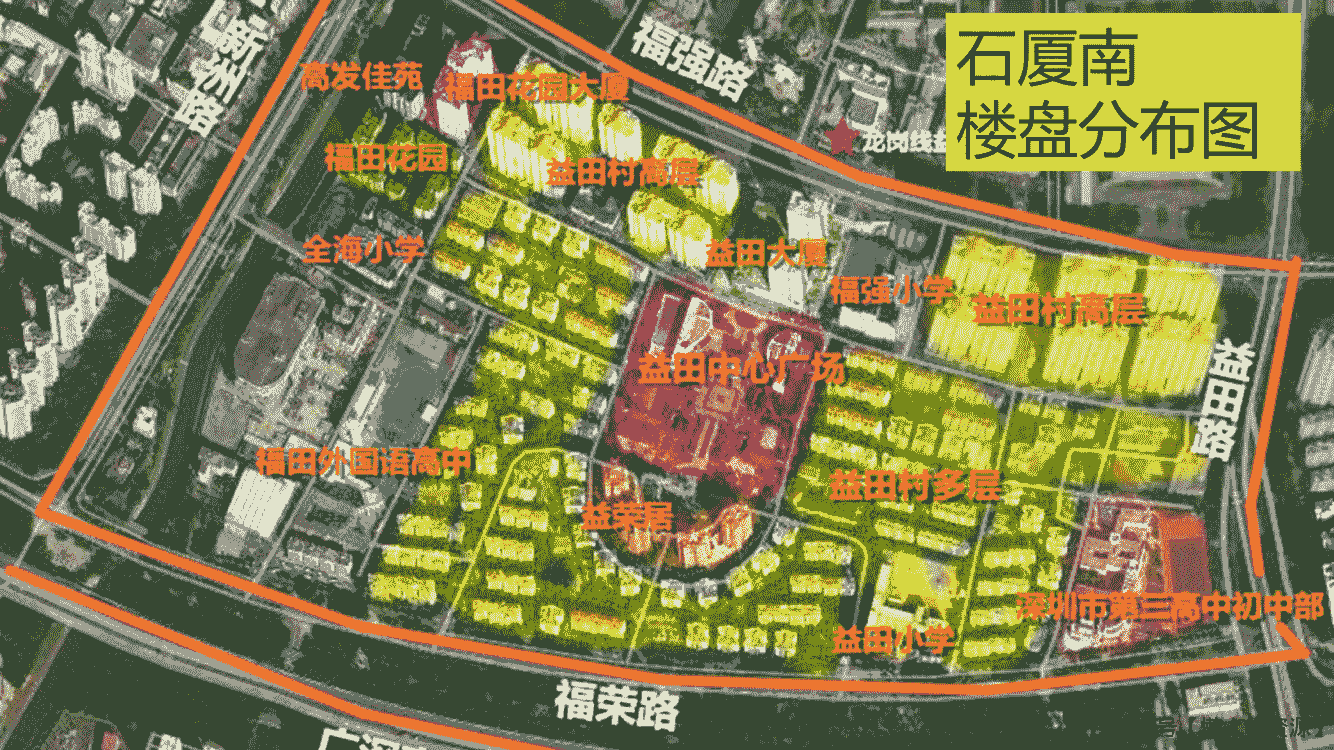 石厦南
楼盘分布图
新洲路
福强路
高发佳苑
福田花园大厦
龙岗线益
福田花园
益田村高层
全海小学
益田大厦
福强小学
益田村高层
益田中心广场
益田路
福田外国语高中
益田村多层
益荣居
深圳市第三高中初中部
益田小学
福荣路